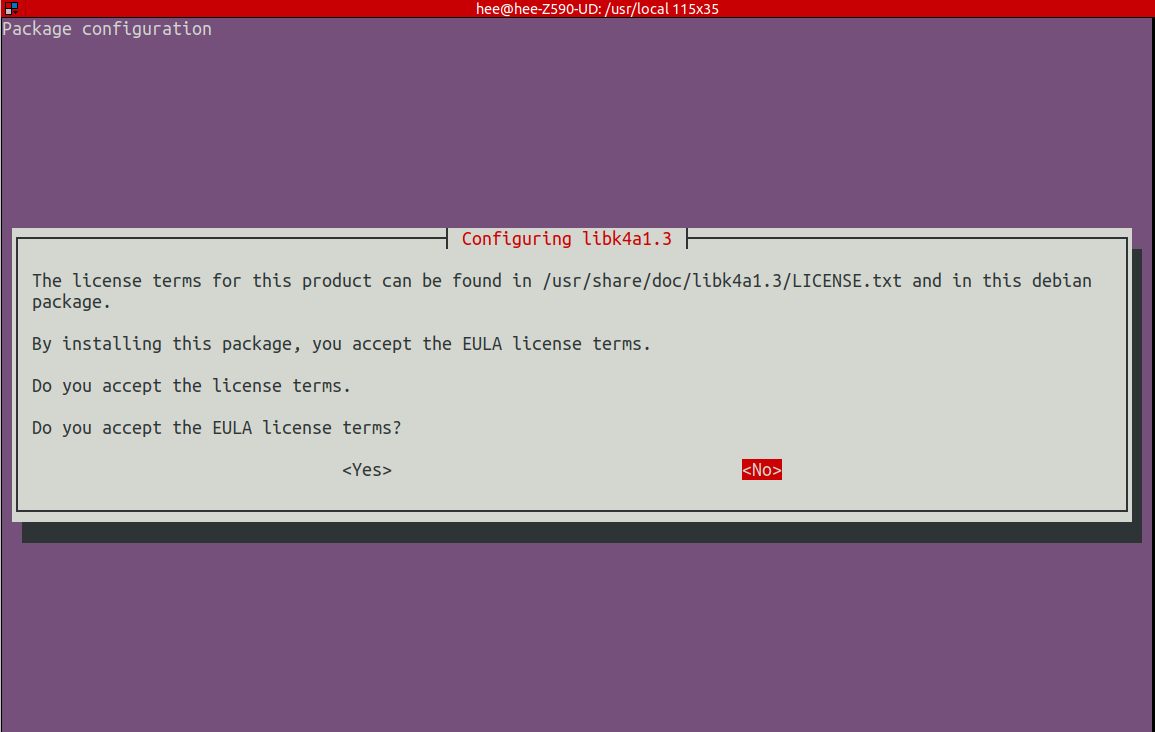 hee@hee-Z590-UD: /usr/local 115x35
Package configuration
Configuring libk4a1.3
The license terms for this product can be found in /usr/share/doc/libk4a1.3/LICENSE.txt and in this debian
package.
By installing this package, you accept the EULA license terms.
Do you accept the license terms.
Do you accept the EULA license terms?
<Yes> <No>